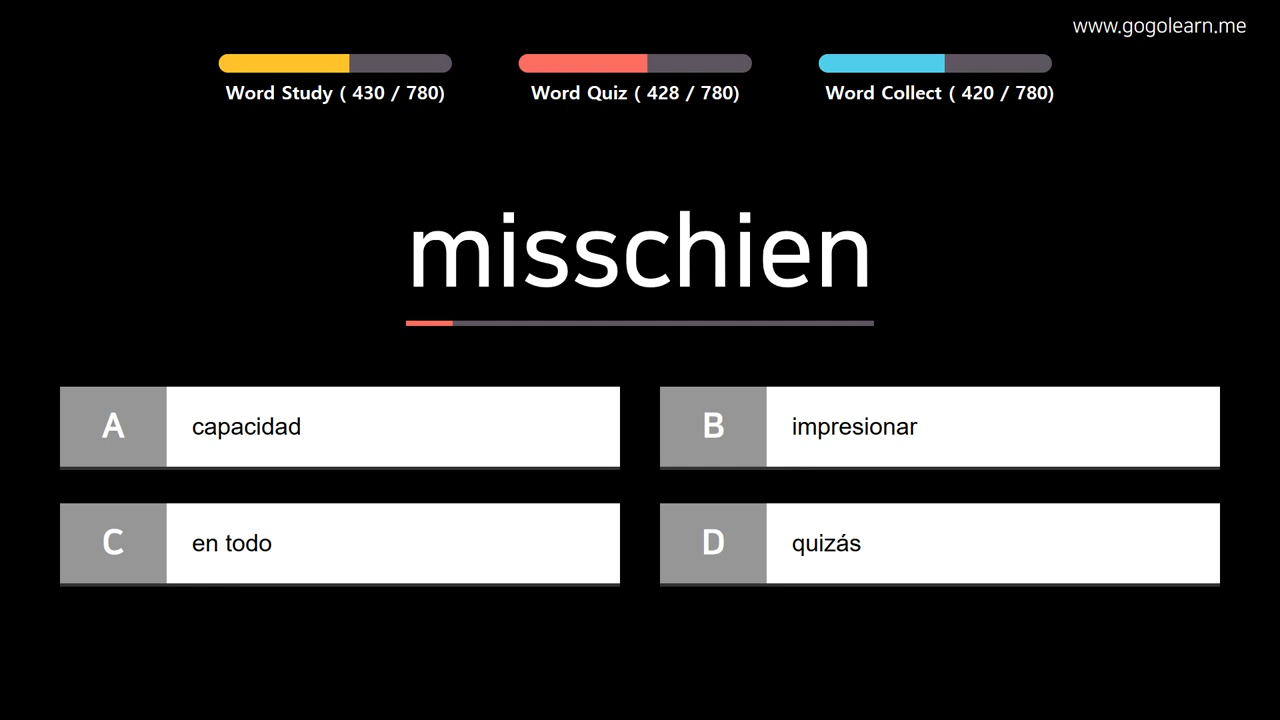 www.gogolearn.me
Word Study ( 430 / 780)
Word Quiz ( 428 / 780)
Word Collect ( 420 / 780)
misschien
A capacidad
B impresionar
C en todo
D quizás